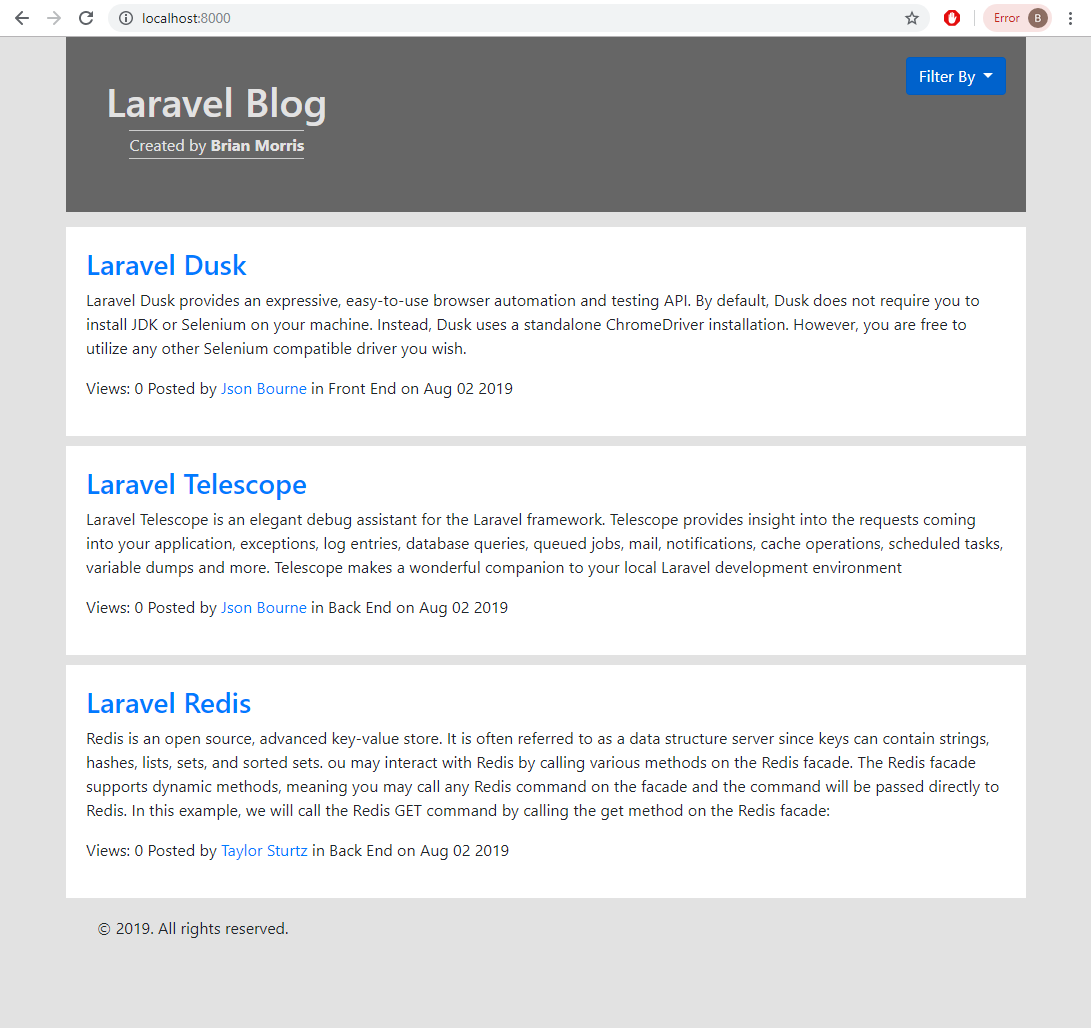 localhost:8000
Error B
Filter By
Laravel Blog
Created by Brian Morris
Laravel Dusk
Laravel Dusk provides an expressive, easy-to-use browser automation and testing API. By default, Dusk does not require you to
install JDK or Selenium on your machine. Instead, Dusk uses a standalone ChromeDriver installation. However, you are free to
utilize any other Selenium compatible driver you wish.
Views: 0 Posted by Json Bourne in Front End on Aug 02 2019
Laravel Telescope
Laravel Telescope is an elegant debug assistant for the Laravel framework. Telescope provides insight into the requests coming
into your application, exceptions, log entries, database queries, queued jobs, mail, notifications, cache operations, scheduled tasks,
variable dumps and more. Telescope makes a wonderful companion to your local Laravel development environment
Views: 0 Posted by Json Bourne in Back End on Aug 02 2019
Laravel Redis
Redis is an open source, advanced key-value store. It is often referred to as a data structure server since keys can contain strings,
hashes, lists, sets, and sorted sets. ou may interact with Redis by calling various methods on the Redis facade. The Redis facade
supports dynamic methods, meaning you may call any Redis command on the facade and the command will be passed directly to
Redis. In this example, we will call the Redis GET command by calling the get method on the Redis facade:
Views: 0 Posted by Taylor Sturtz in Back End on Aug 02 2019
© 2019. All rights reserved.